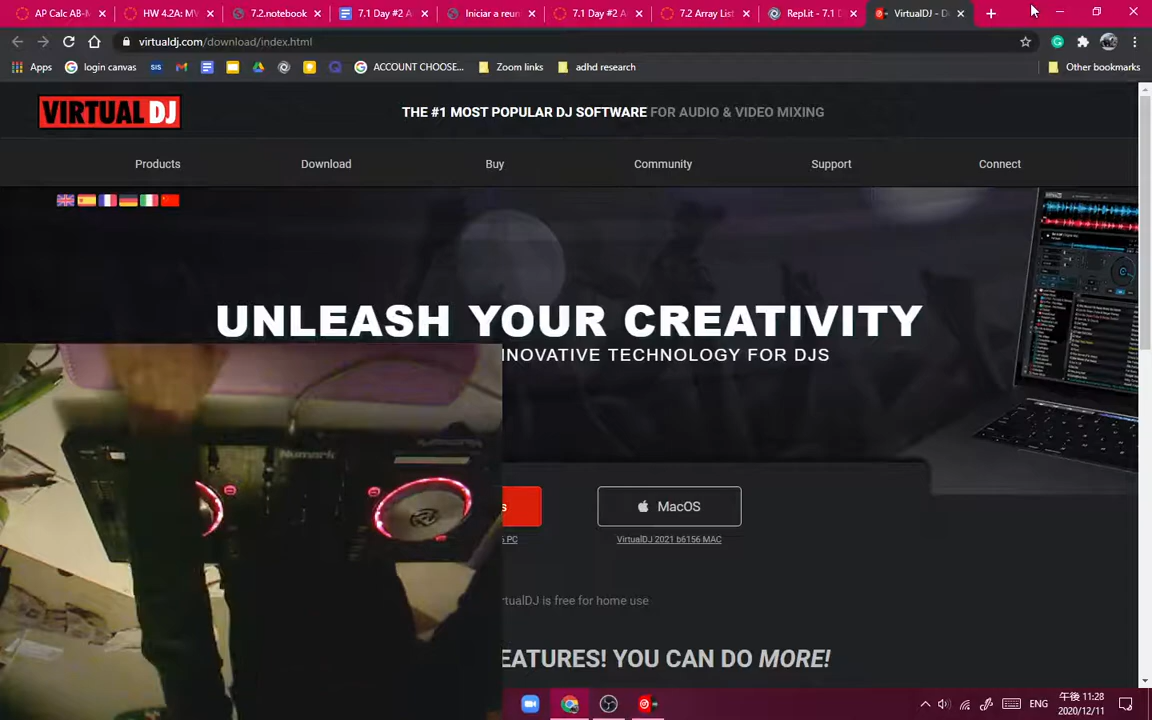 AP Calc AB-M
HW 4.2A: MV
7.2.notebook
7.1 Day #2 A
Iniciar a reun
7.1 Day #2 A
7.2 Array List
Repl.it - 7.1 D
VirtualDJ - D
virtualdj.com/download/index.html
Apps
login canvas
SIS
ACCOUNT CHOOSE...
Zoom links
adhd research
Other bookmarks
VIRTUAL DJ
THE #1 MOST POPULAR DJ SOFTWARE FOR AUDIO & VIDEO MIXING
Products
Download
Buy
Community
Support
Connect
UNLEASH YOUR CREATIVITY
INNOVATIVE TECHNOLOGY FOR DJS
Numark
s
MacOS
PC
VirtualDJ 2021 b6156 MAC
rtualDJ is free for home use
EATURES! YOU CAN DO MORE!
ENG
午後 11:28
2020/12/11